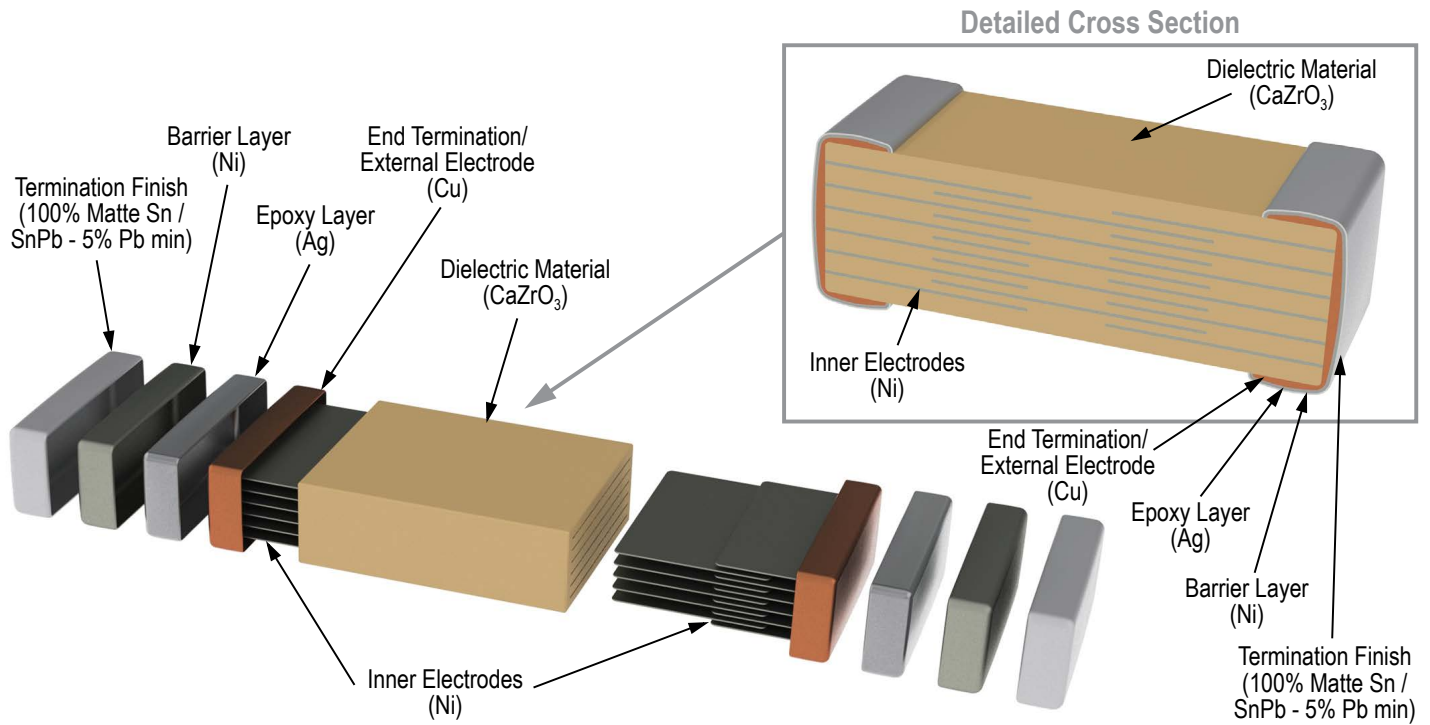 Detailed Cross Section
Dielectric Material
(CaZrO₃)
Inner Electrodes
(Ni)
End Termination/
External Electrode
(Cu)
Epoxy Layer
(Ag)
Barrier Layer
(Ni)
Termination Finish
(100% Matte Sn /
SnPb - 5% Pb min)
Termination Finish
(100% Matte Sn /
SnPb - 5% Pb min)
Barrier Layer
(Ni)
Epoxy Layer
(Ag)
End Termination/
External Electrode
(Cu)
Dielectric Material
(CaZrO₃)
Inner Electrodes
(Ni)